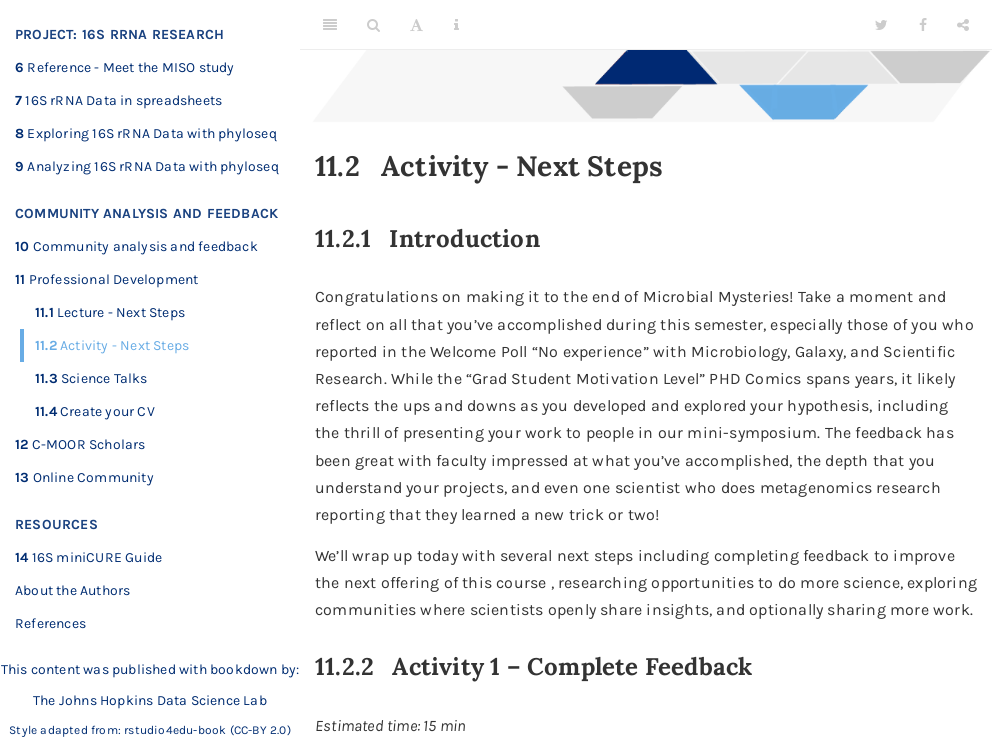 PROJECT: 16S RRNA RESEARCH
6 Reference - Meet the MISO study
7 16S rRNA Data in spreadsheets
8 Exploring 16S rRNA Data with phyloseq
9 Analyzing 16S rRNA Data with phyloseq
COMMUNITY ANALYSIS AND FEEDBACK
10 Community analysis and feedback
11 Professional Development
11.1 Lecture - Next Steps
11.2 Activity - Next Steps
11.3 Science Talks
11.4 Create your CV
12 C-MOOR Scholars
13 Online Community
RESOURCES
14 16S miniCURE Guide
About the Authors
References
This content was published with bookdown by:
The Johns Hopkins Data Science Lab
Style adapted from: rstudio4edu-book (CC-BY 2.0)
11.2 Activity - Next Steps
11.2.1 Introduction
Congratulations on making it to the end of Microbial Mysteries! Take a moment and
reflect on all that you’ve accomplished during this semester, especially those of you who
reported in the Welcome Poll “No experience” with Microbiology, Galaxy, and Scientific
Research. While the “Grad Student Motivation Level” PHD Comics spans years, it likely
reflects the ups and downs as you developed and explored your hypothesis, including
the thrill of presenting your work to people in our mini-symposium. The feedback has
been great with faculty impressed at what you’ve accomplished, the depth that you
understand your projects, and even one scientist who does metagenomics research
reporting that they learned a new trick or two!
We’ll wrap up today with several next steps including completing feedback to improve
the next offering of this course , researching opportunities to do more science, exploring
communities where scientists openly share insights, and optionally sharing more work.
11.2.2 Activity 1 – Complete Feedback
Estimated time: 15 min